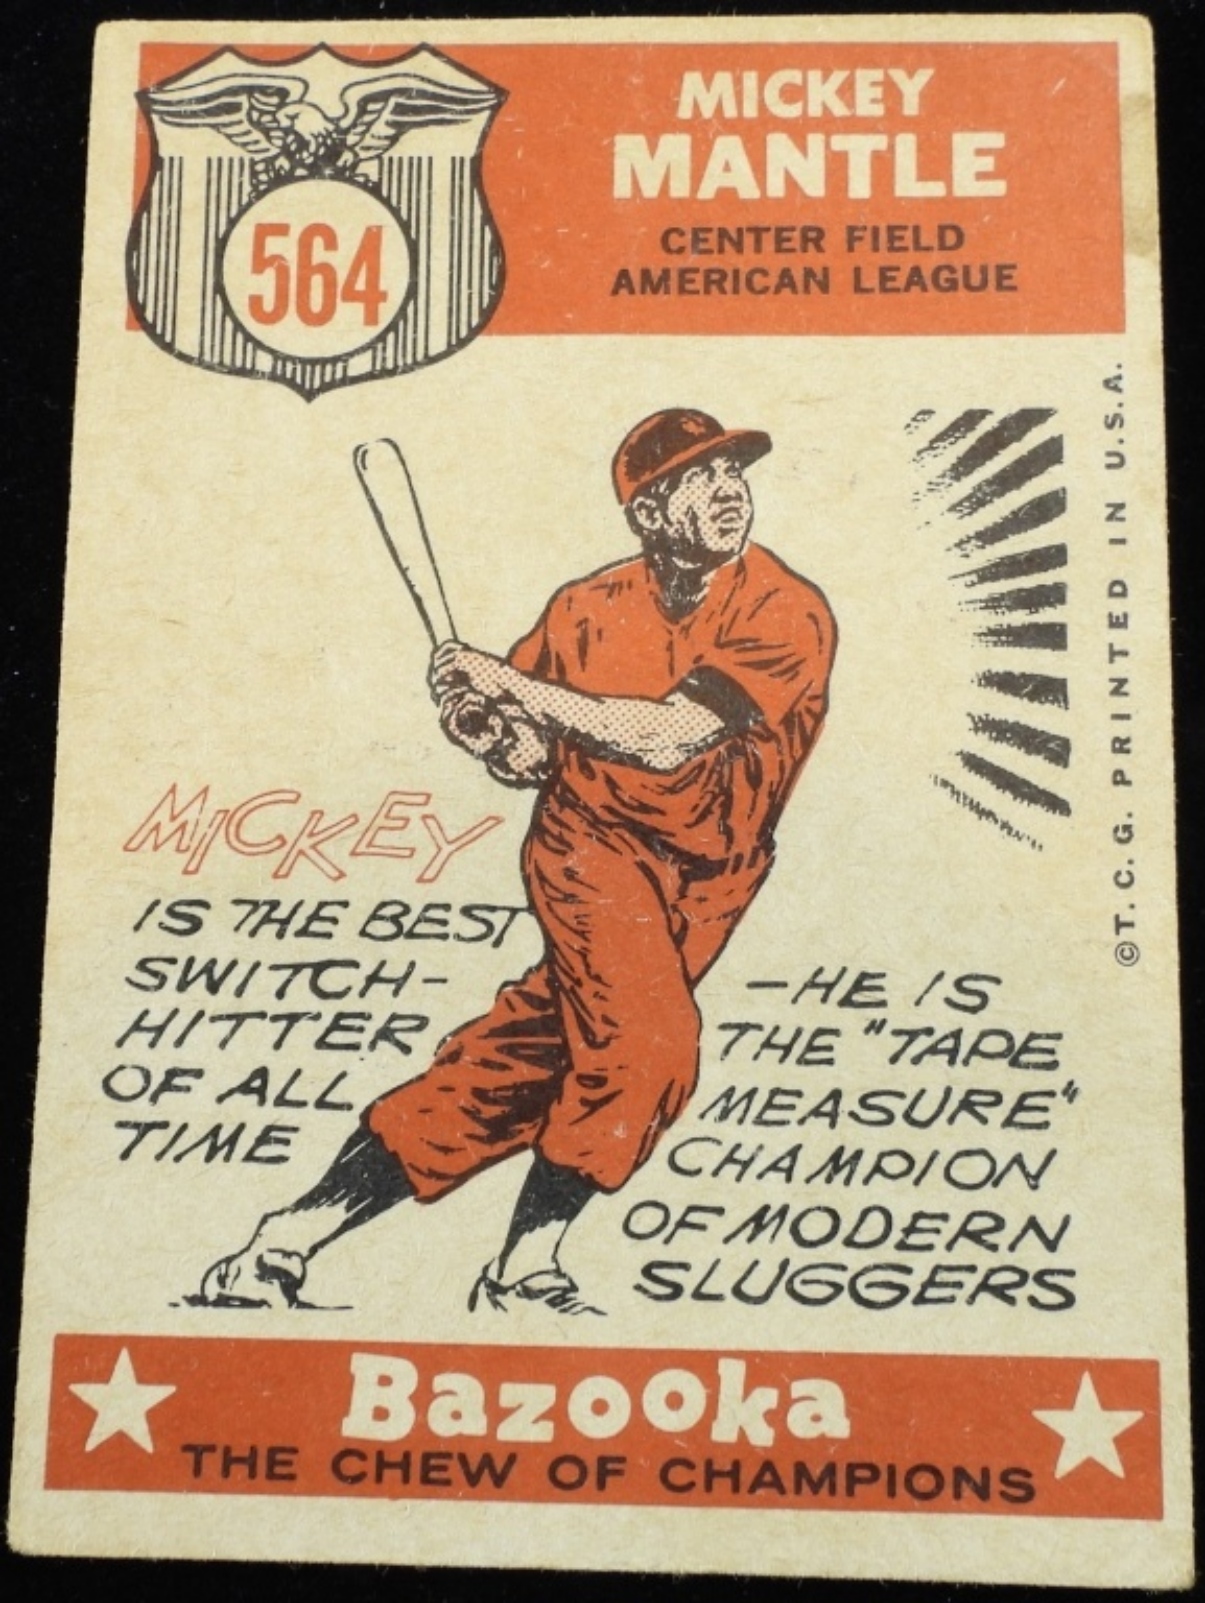 564
MICKEY
MANTLE
CENTER FIELD
AMERICAN LEAGUE
©T. C. G. PRINTED IN U.S.A.
MICKEY
IS THE BEST
SWITCH-
HITTER
OF ALL
TIME
—HE IS
THE "TAPE
MEASURE"
CHAMPION
OF MODERN
SLUGGERS
Bazooka
THE CHEW OF CHAMPIONS